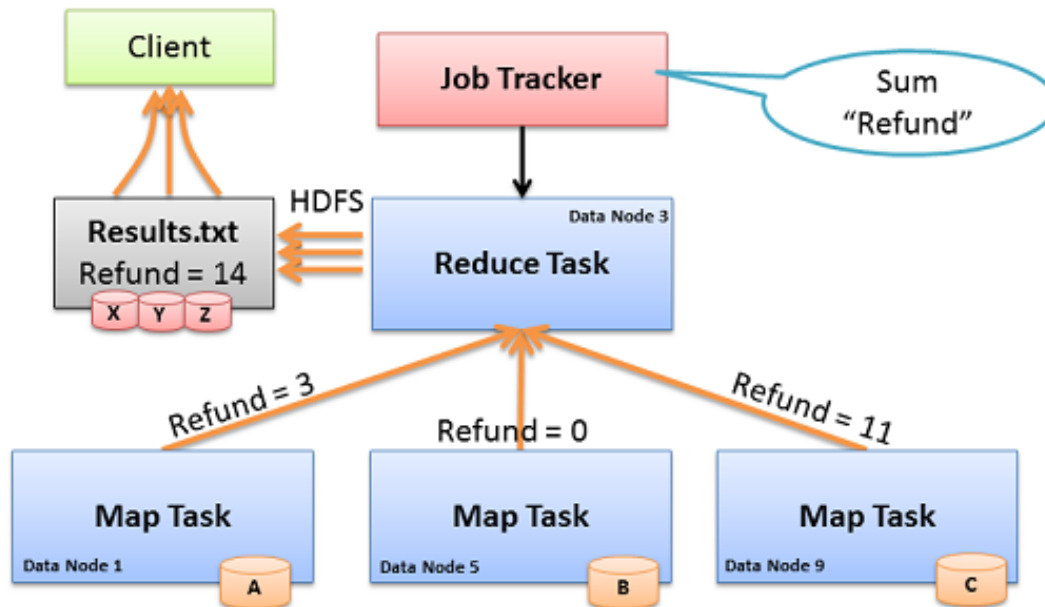 Client
Job Tracker
Sum
“Refund”
HDFS
Results.txt
Refund = 14
X Y Z
Data Node 3
Reduce Task
Refund = 3
Refund = 0
Refund = 11
Map Task
Data Node 1
A
Map Task
Data Node 5
B
Map Task
Data Node 9
C